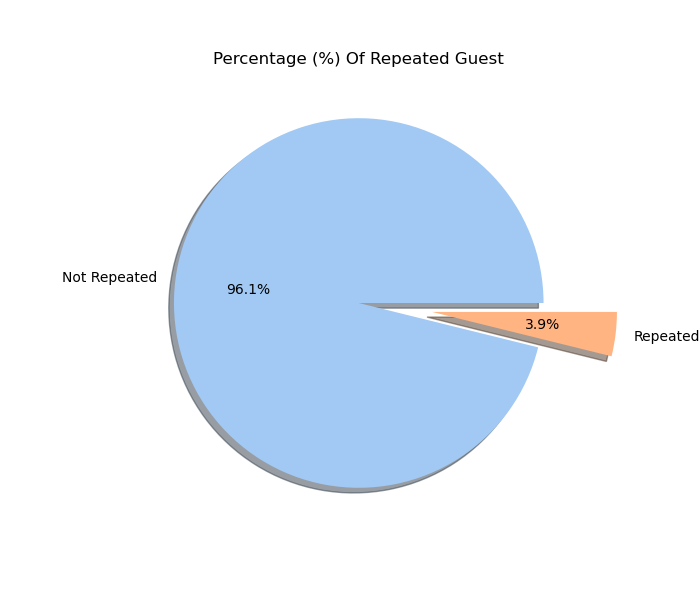 Percentage (%) Of Repeated Guest
Not Repeated
96.1%
3.9%
Repeated